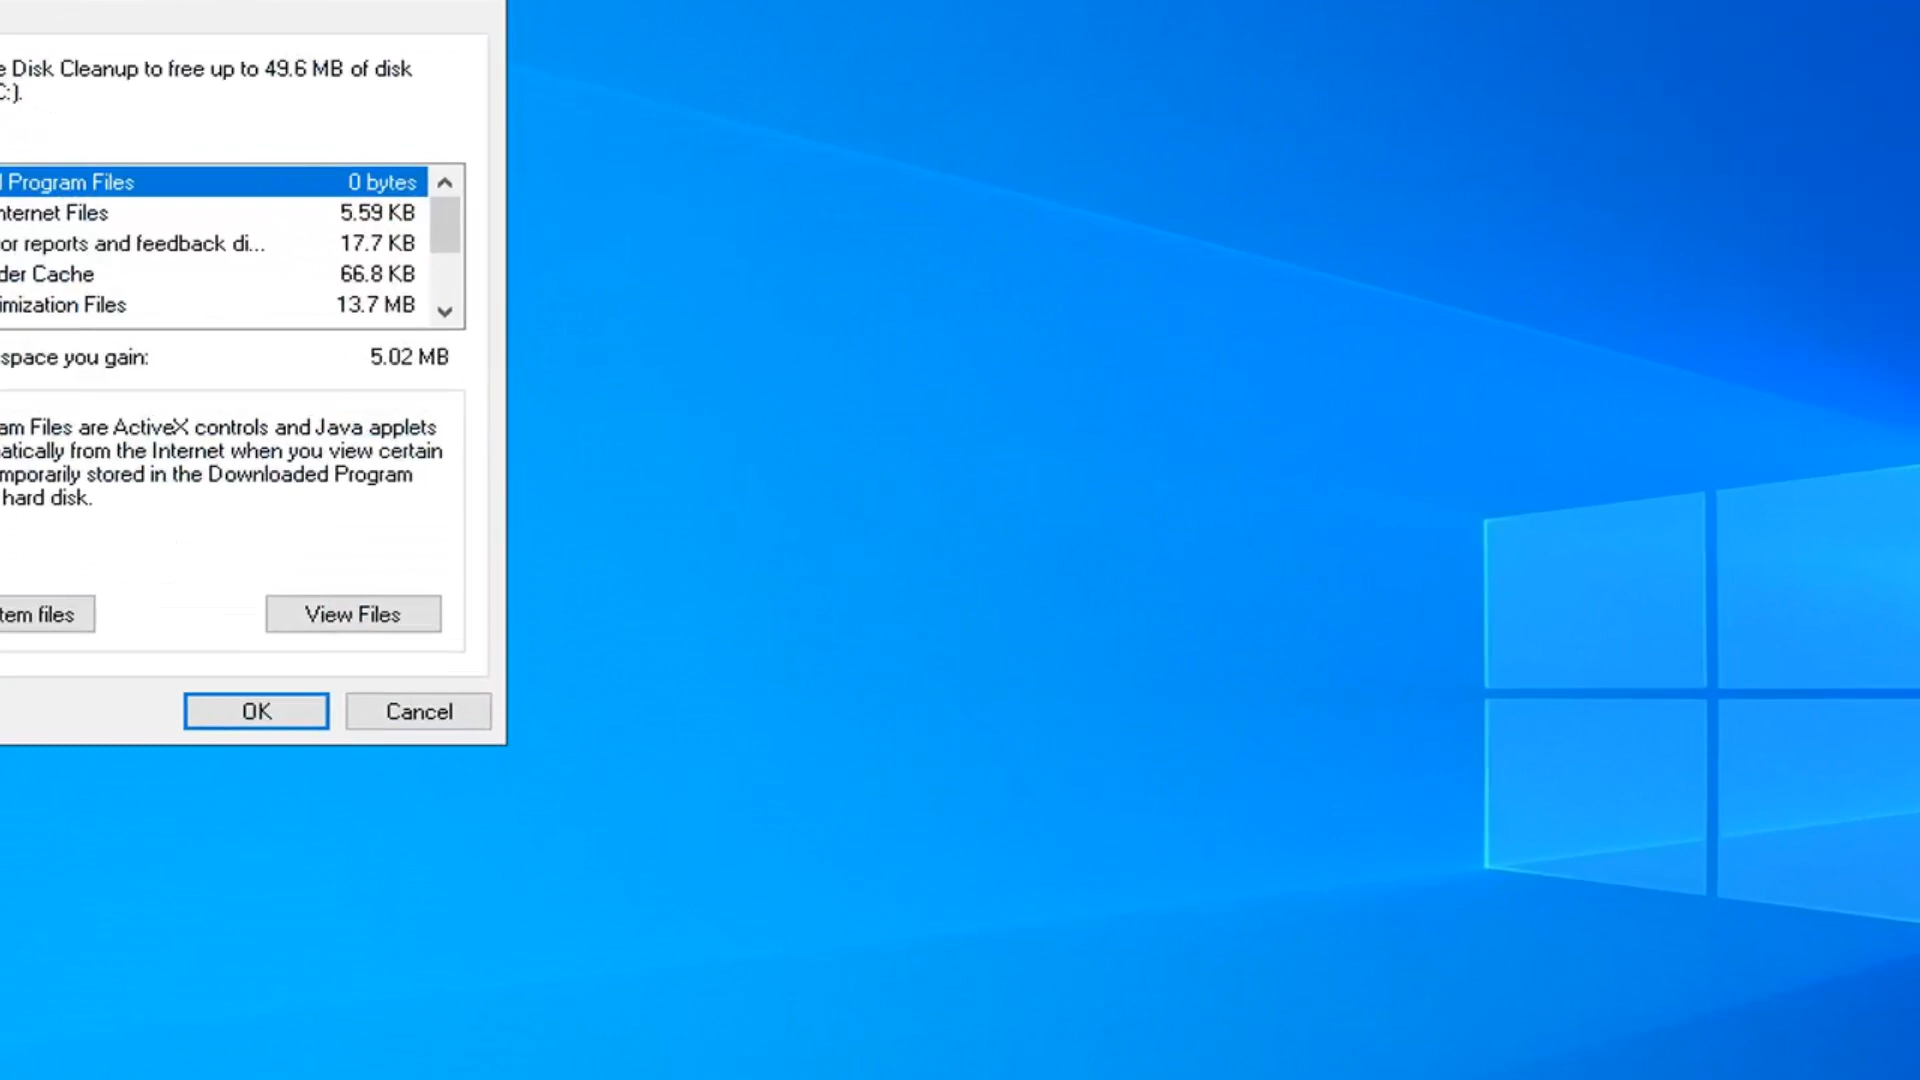 e Disk Cleanup to free up to 49.6 MB of disk
C:).
l Program Files 0 bytes
nternet Files 5.59 KB
or reports and feedback di... 17.7 KB
der Cache 66.8 KB
imization Files 13.7 MB
space you gain: 5.02 MB
am Files are ActiveX controls and Java applets
atically from the Internet when you view certain
mporarily stored in the Downloaded Program
hard disk.
tem files View Files
OK Cancel